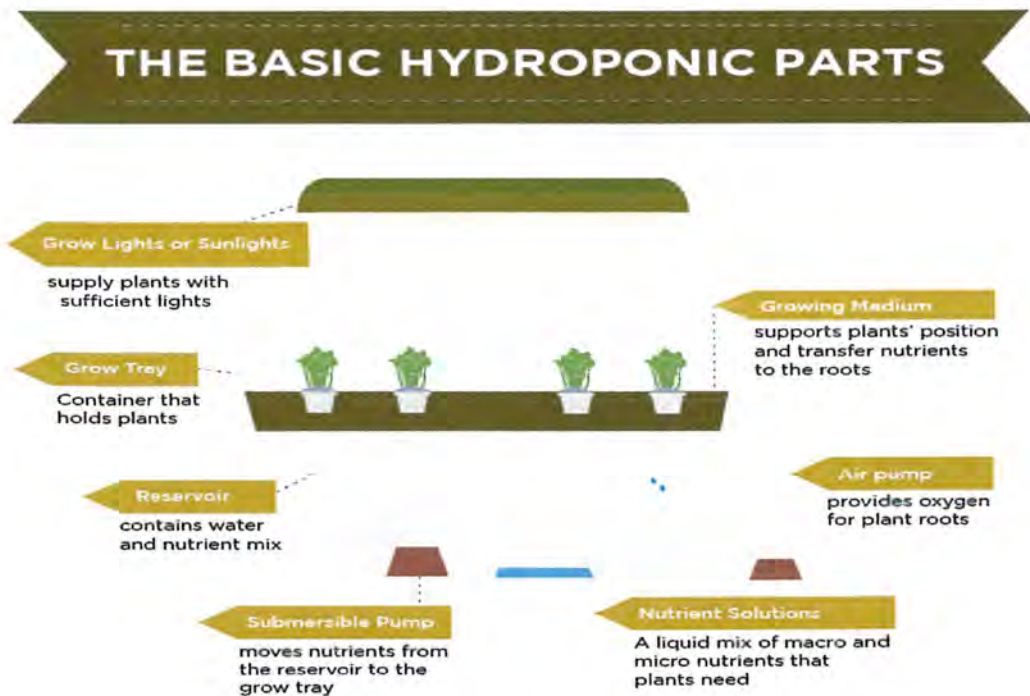 THE BASIC HYDROPONIC PARTS
Grow Lights or Sunlights
supply plants with
sufficient lights
Growing Medium
supports plants' position
and transfer nutrients
to the roots
Grow Tray
Container that
holds plants
Reservoir
contains water
and nutrient mix
Air pump
provides oxygen
for plant roots
Submersible Pump
moves nutrients from
the reservoir to the
grow tray
Nutrient Solutions
A liquid mix of macro and
micro nutrients that
plants need